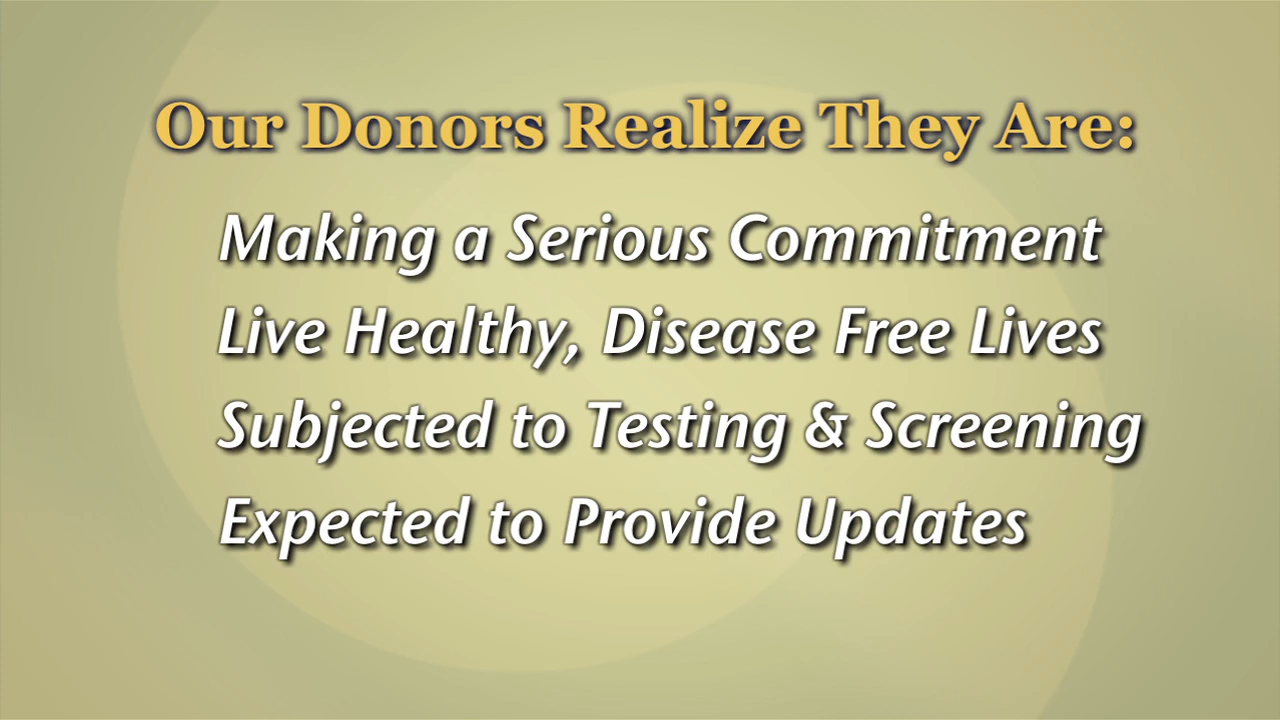 Our Donors Realize They Are:
Making a Serious Commitment
Live Healthy, Disease Free Lives
Subjected to Testing & Screening
Expected to Provide Updates